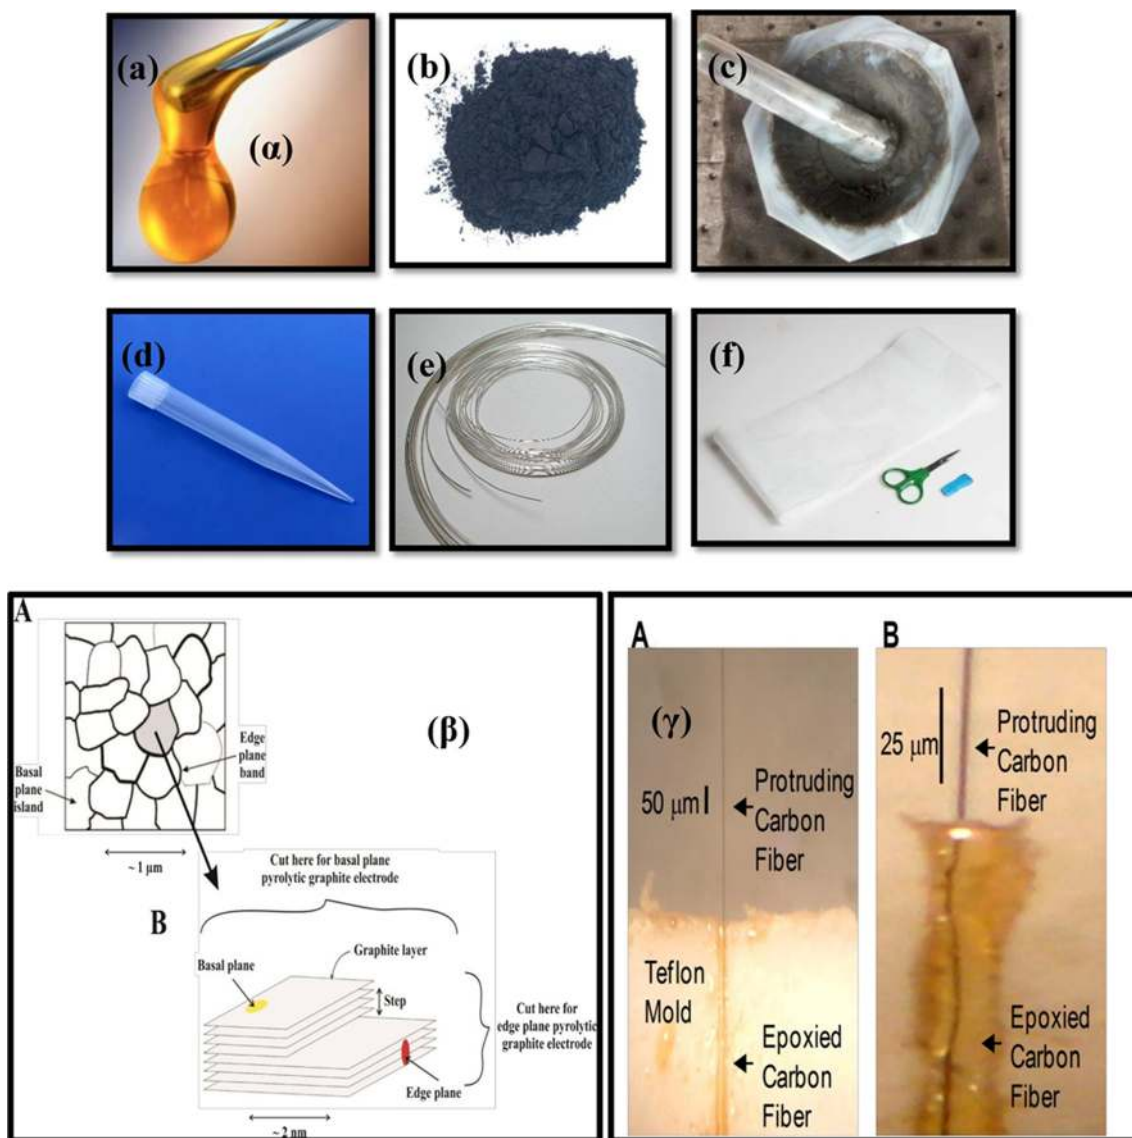 (a)
(α)
(b)
(c)
(d)
(e)
(f)
A
(β)
Edge
plane
band
Basal
plane
island
~ 1 µm
Cut here for basal plane
pyrolytic graphite electrode
B
Graphite layer
Basal plane
Step
Cut here for
edge plane pyrolytic
graphite electrode
Edge plane
~ 2 nm
A
(γ)
50 µm
Protruding
Carbon
Fiber
Teflon
Mold
Epoxied
Carbon
Fiber
B
25 µm
Protruding
Carbon
Fiber
Epoxied
Carbon
Fiber